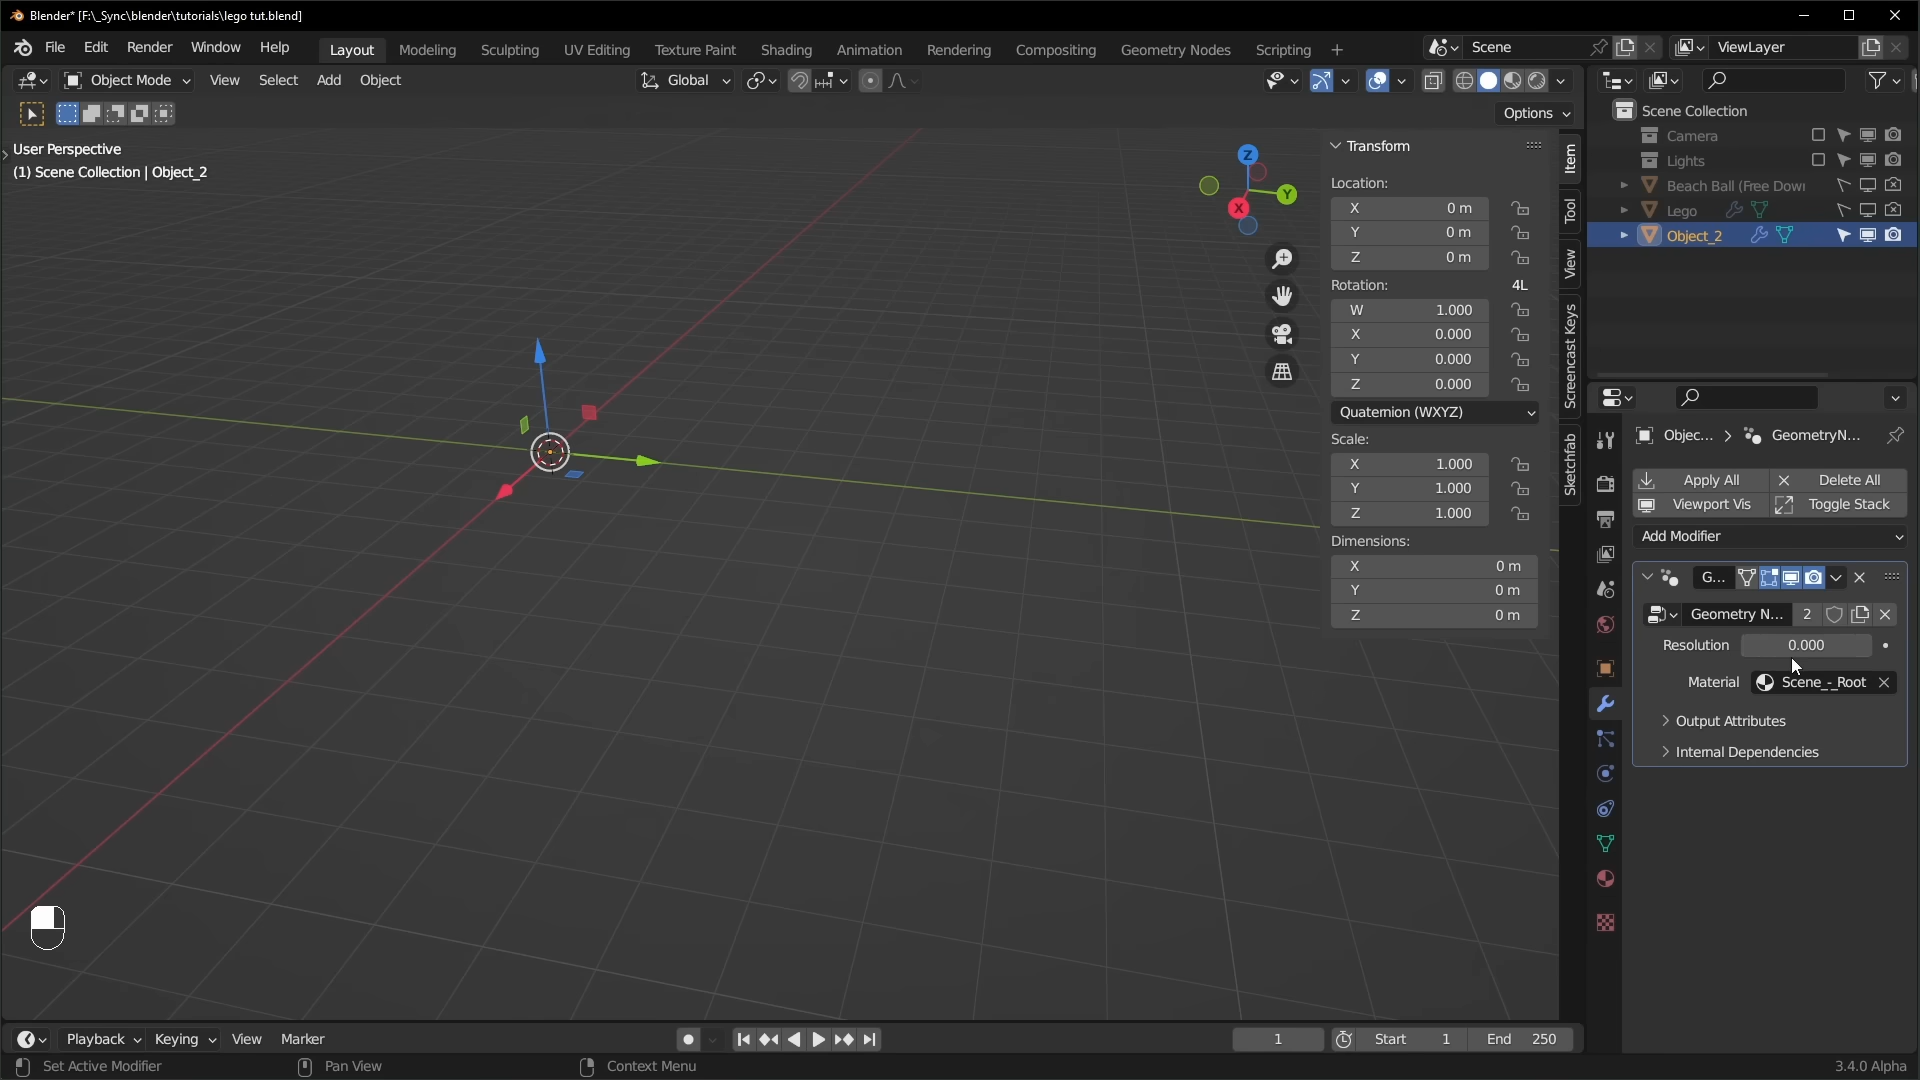 Blender* [F:\_Sync\blender\tutorials\lego tut.blend]
File Edit Render Window Help Layout Modeling Sculpting UV Editing Texture Paint Shading Animation Rendering Compositing Geometry Nodes Scripting + Scene ViewLayer
Object Mode View Select Add Object Global
Options
User Perspective
(1) Scene Collection | Object_2
Z
Y
X
Transform
Location:
X 0 m
Y 0 m
Z 0 m
Rotation: 4L
W 1.000
X 0.000
Y 0.000
Z 0.000
Quaternion (WXYZ)
Scale:
X 1.000
Y 1.000
Z 1.000
Dimensions:
X 0 m
Y 0 m
Z 0 m
Item
Tool
View
Screencast Keys
Sketchfab
Scene Collection
Camera
Lights
Beach Ball (Free Dow
Lego
Object_2
Objec... GeometryN...
Apply All Delete All
Viewport Vis Toggle Stack
Add Modifier
G...
Geometry N... 2
Resolution 0.000
Material Scene_-_Root
Output Attributes
Internal Dependencies
Playback Keying View Marker 1 Start 1 End 250
Set Active Modifier Pan View Context Menu 3.4.0 Alpha